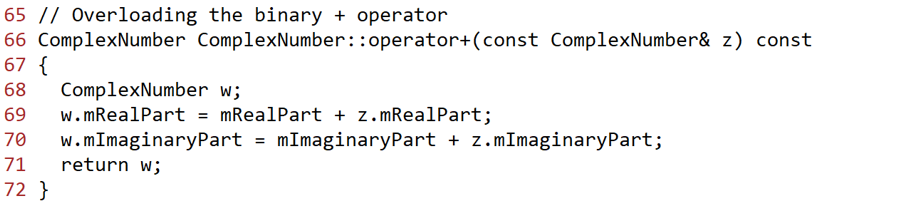 65 // Overloading the binary + operator
66 ComplexNumber ComplexNumber::operator+(const ComplexNumber& z) const
67 {
68   ComplexNumber w;
69   w.mRealPart = mRealPart + z.mRealPart;
70   w.mImaginaryPart = mImaginaryPart + z.mImaginaryPart;
71   return w;
72 }